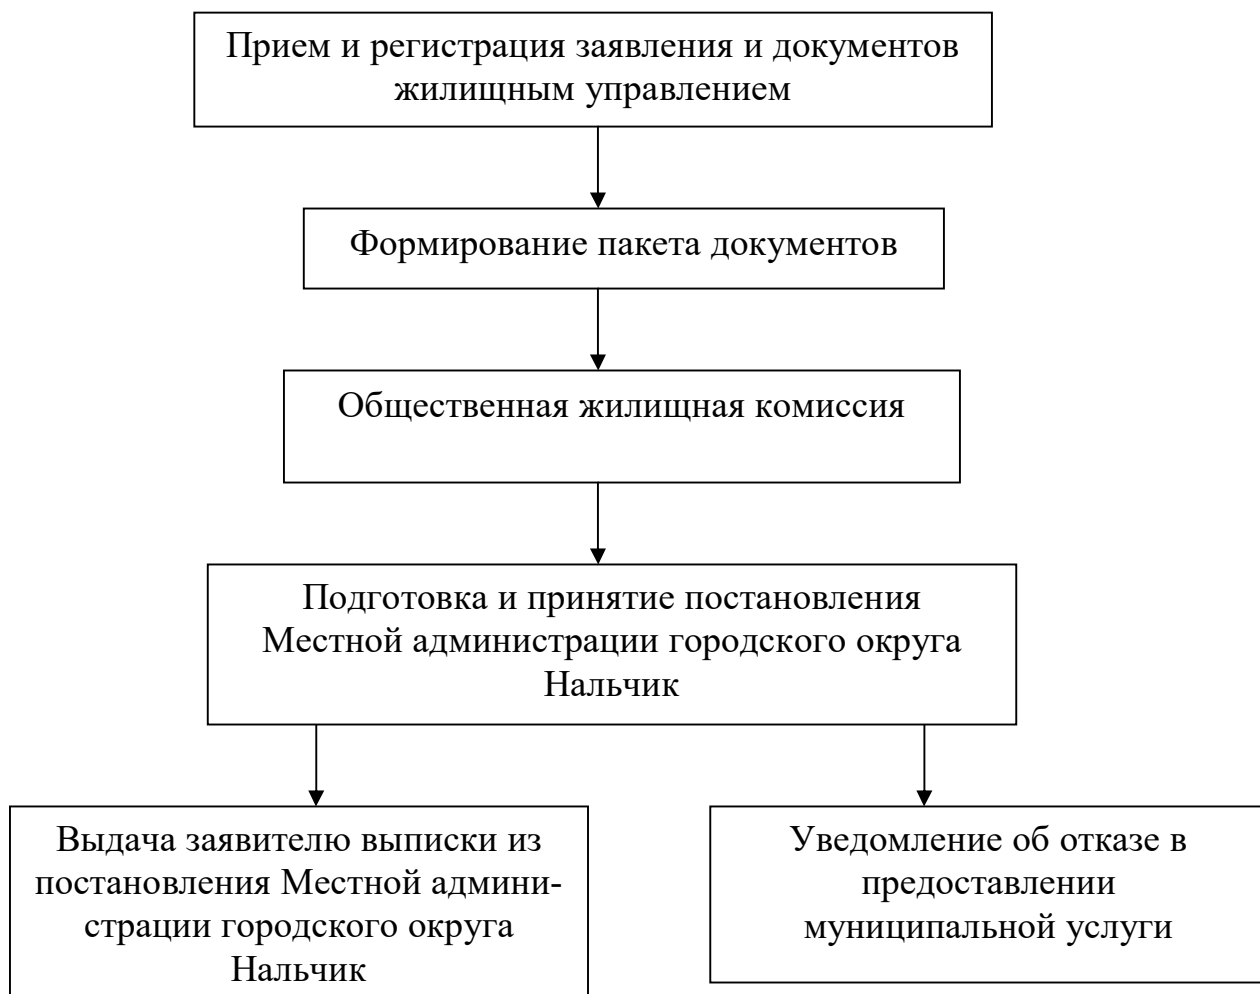 Прием и регистрация заявления и документов
жилищным управлением
Формирование пакета документов
Общественная жилищная комиссия
Подготовка и принятие постановления
Местной администрации городского округа
Нальчик
Выдача заявителю выписки из
постановления Местной админи-
страции городского округа
Нальчик
Уведомление об отказе в
предоставлении
муниципальной услуги